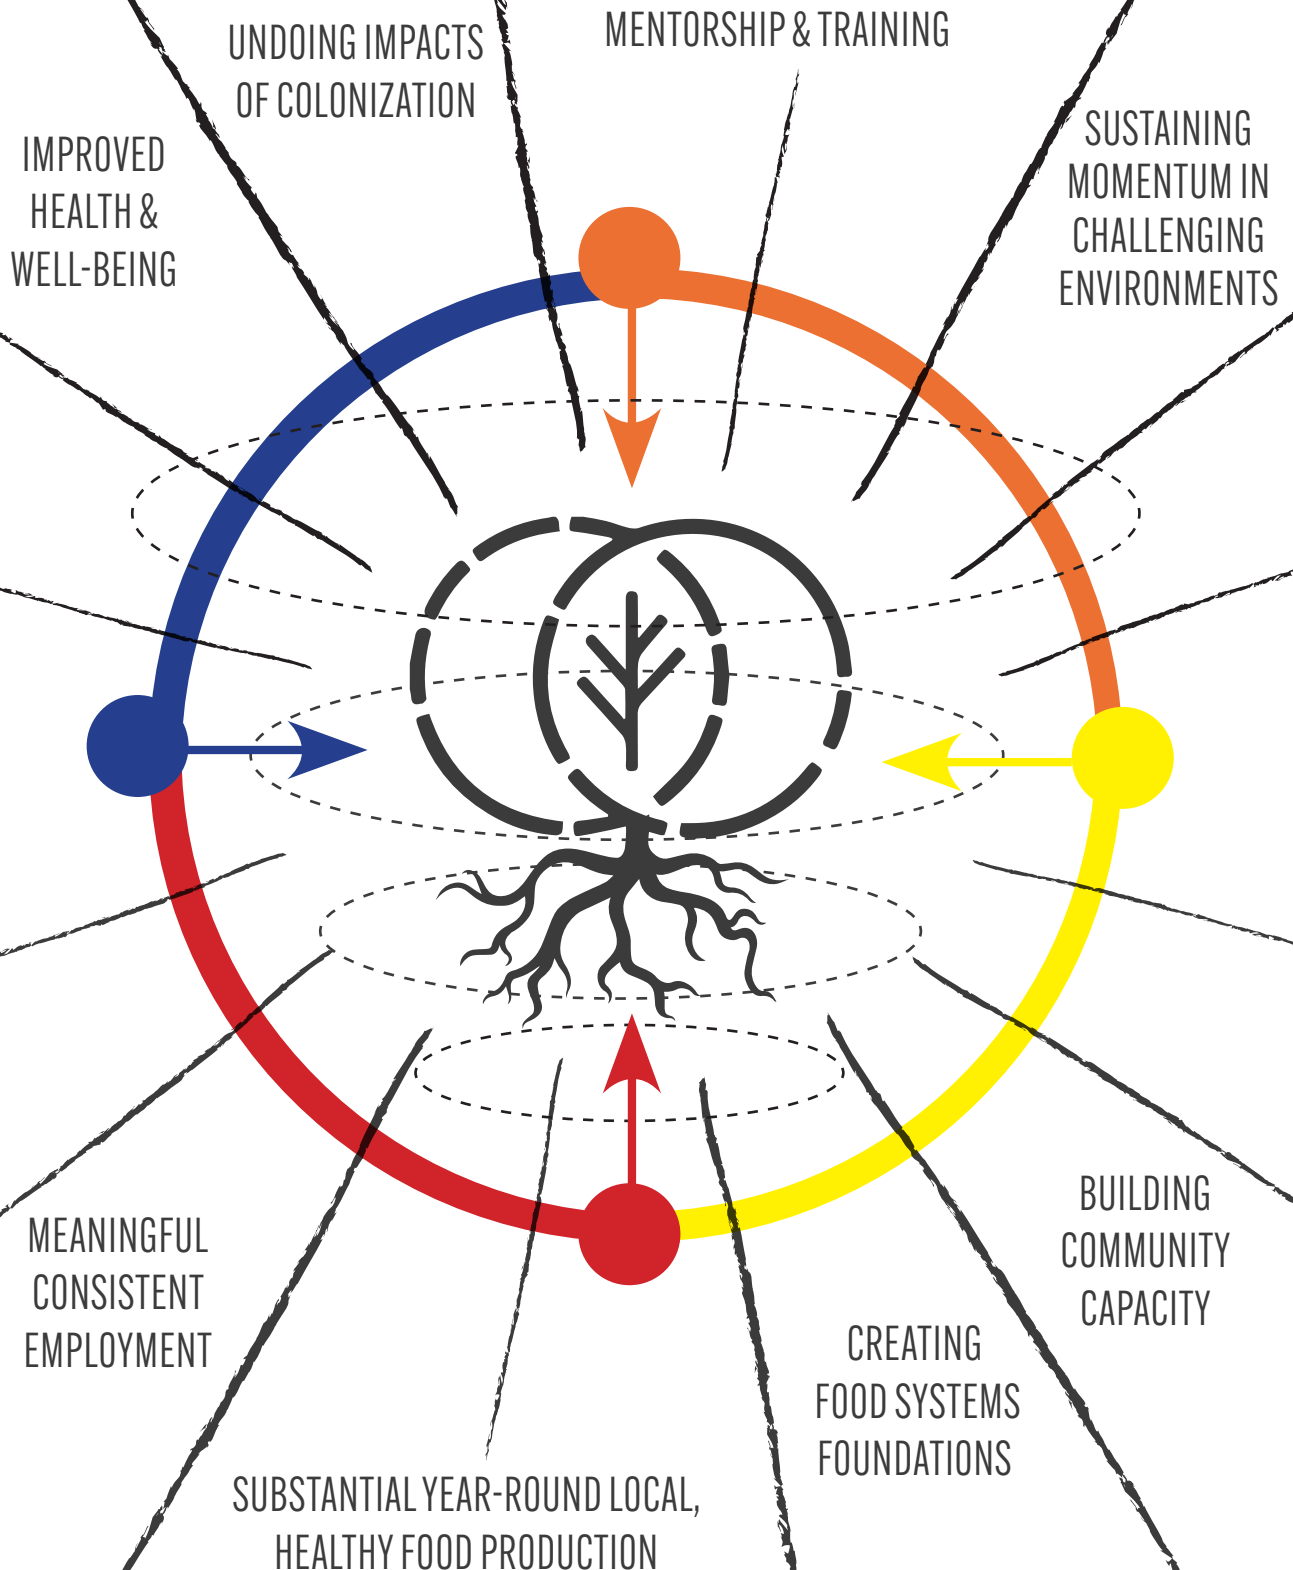 UNDOING IMPACTS
OF COLONIZATION
MENTORSHIP & TRAINING
SUSTAINING
MOMENTUM IN
CHALLENGING
ENVIRONMENTS
IMPROVED
HEALTH &
WELL-BEING
MEANINGFUL
CONSISTENT
EMPLOYMENT
BUILDING
COMMUNITY
CAPACITY
CREATING
FOOD SYSTEMS
FOUNDATIONS
SUBSTANTIAL YEAR-ROUND LOCAL,
HEALTHY FOOD PRODUCTION